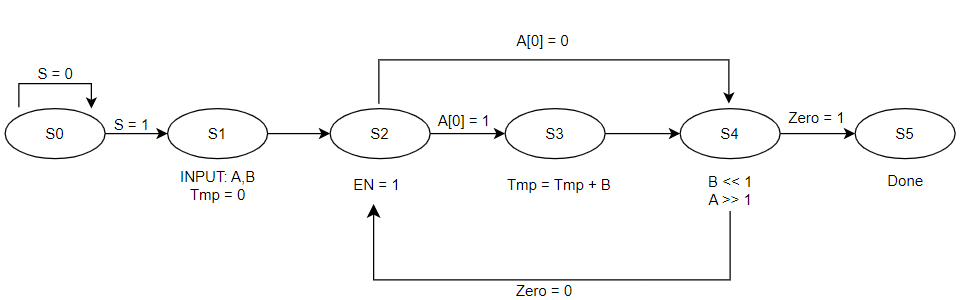 A[0] = 0
S = 0
S0
S = 1
S1
S2
A[0] = 1
S3
S4
Zero = 1
S5
INPUT: A,B
Tmp = 0
EN = 1
Tmp = Tmp + B
B << 1
A >> 1
Done
Zero = 0